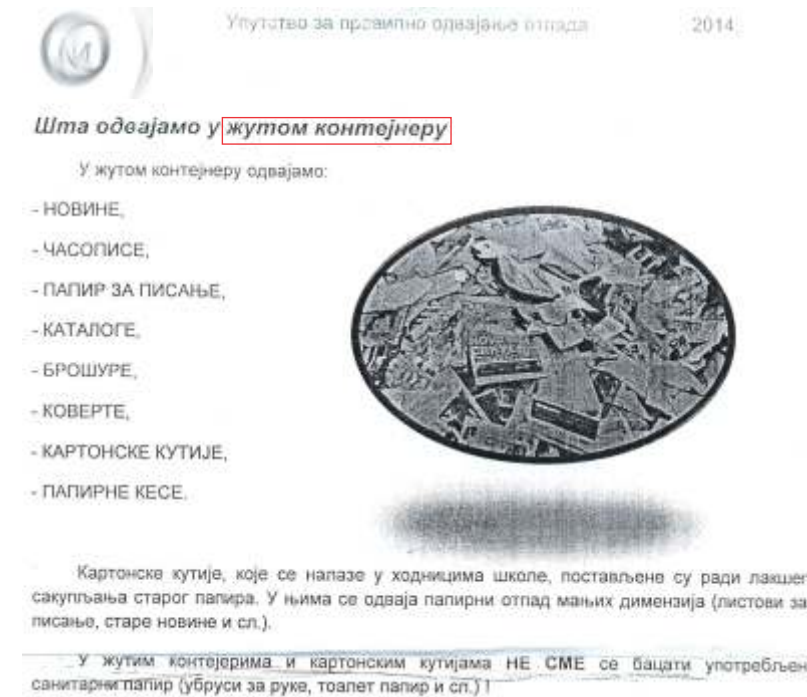 Упутство за правилно одвајање отпада 2014
Шта одвајамо у жутом контејнеру
У жутом контејнеру одвајамо:
- НОВИНЕ,
- ЧАСОПИСЕ,
- ПАПИР ЗА ПИСАЊЕ,
- КАТАЛОГЕ,
- БРОШУРЕ,
- КОВЕРТЕ,
- КАРТОНСКЕ КУТИЈЕ,
- ПАПИРНЕ КЕСЕ.
Картонске кутије, које се налазе у ходницима школе, постављене су ради лакшег
сакупљања старог папира. У њима се одваја папирни отпад мањих димензија (листови за
писање, старе новине и сл.).
У жутим контејерима и картонским кутијама НЕ СМЕ се бацати употребљен
санитарни папир (убруси за руке, тоалет папир и сл.) !